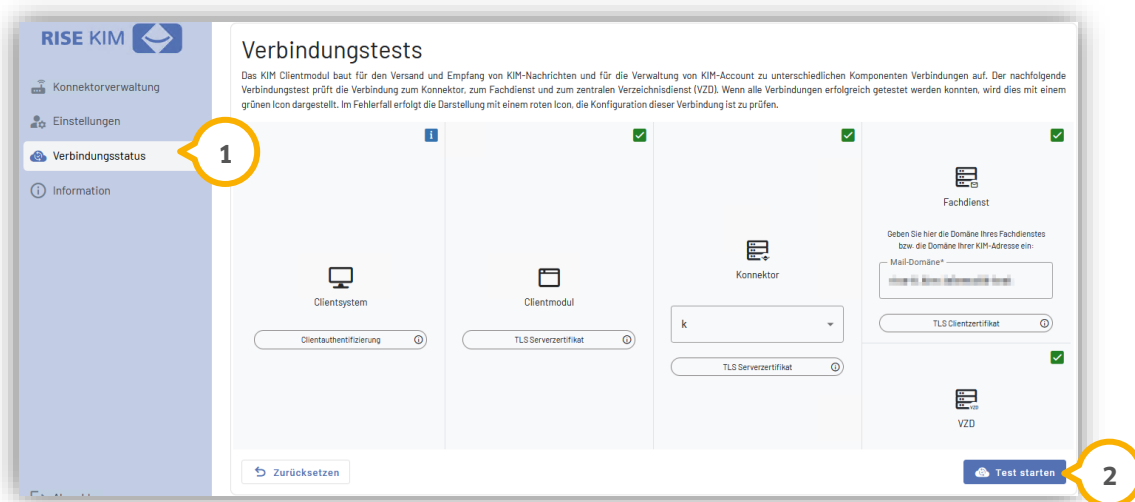 RISE KIM
Konnektorverwaltung
Einstellungen
Verbindungsstatus
Information
1
Verbindungstests
Das KIM Clientmodul baut für den Versand und Empfang von KIM-Nachrichten und für die Verwaltung von KIM-Account zu unterschiedlichen Komponenten Verbindungen auf. Der nachfolgende
Verbindungstest prüft die Verbindung zum Konnektor, zum Fachdienst und zum zentralen Verzeichnisdienst (VZD). Wenn alle Verbindungen erfolgreich getestet werden konnten, wird dies mit einem
grünen Icon dargestellt. Im Fehlerfall erfolgt die Darstellung mit einem roten Icon, die Konfiguration dieser Verbindung ist zu prüfen.
Clientsystem
Clientauthentifizierung
Clientmodul
TLS Serverzertifikat
Konnektor
k
TLS Serverzertifikat
Fachdienst
Geben Sie hier die Domäne Ihres Fachdienstes
bzw. die Domäne Ihrer KIM-Adresse ein:
Mail-Domäne*
TLS Clientzertifikat
VZD
VZD
Zurücksetzen
Test starten
2